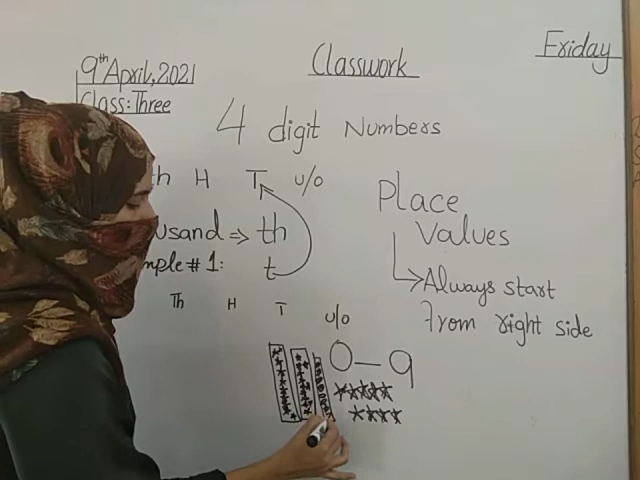 9th April, 2021
Classwork
Friday
Class: Three
4 digit Numbers
h H T u/o
usand ⇒ th
mple # 1: t
Place
Values
Always start
from right side
Th H T u/o
0 — 9